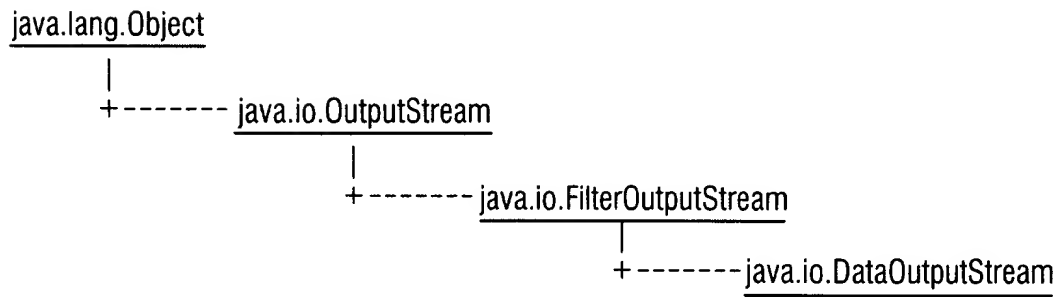 java.lang.Object
|
+------- java.io.OutputStream
|
+------- java.io.FilterOutputStream
|
+-------java.io.DataOutputStream